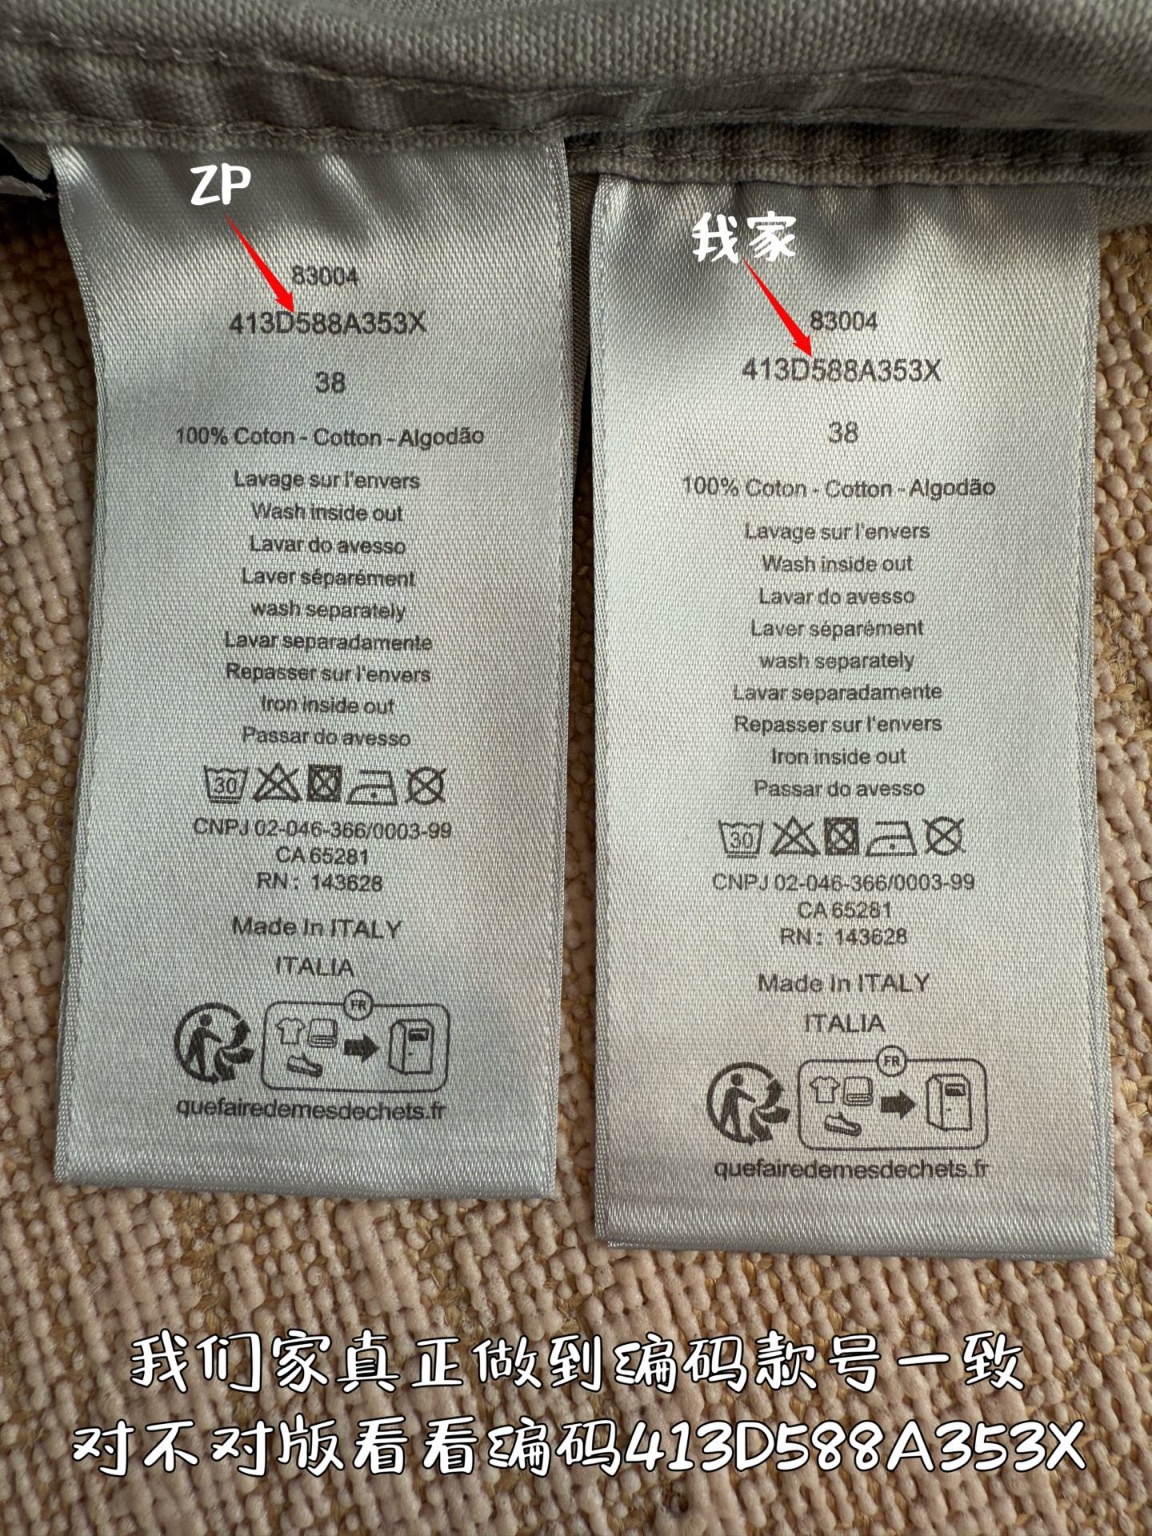 ZP
83004
413D588A353X
38
100% Coton - Cotton - Algodão
Lavage sur l'envers
Wash inside out
Lavar do avesso
Laver séparément
wash separately
Lavar separadamente
Repasser sur l'envers
Iron inside out
Passar do avesso
30
CNPJ 02-046-366/0003-99
CA 65281
RN : 143628
Made In ITALY
ITALIA
FR
quefairedemesdechets.fr
我家
83004
413D588A353X
38
100% Coton - Cotton - Algodão
Lavage sur l'envers
Wash inside out
Lavar do avesso
Laver séparément
wash separately
Lavar separadamente
Repasser sur l'envers
Iron inside out
Passar do avesso
30
CNPJ 02-046-366/0003-99
CA 65281
RN : 143628
Made In ITALY
ITALIA
FR
quefairedemesdechets.fr
我们家真正做到编码款号一致
对不对版看看编码413D588A353X